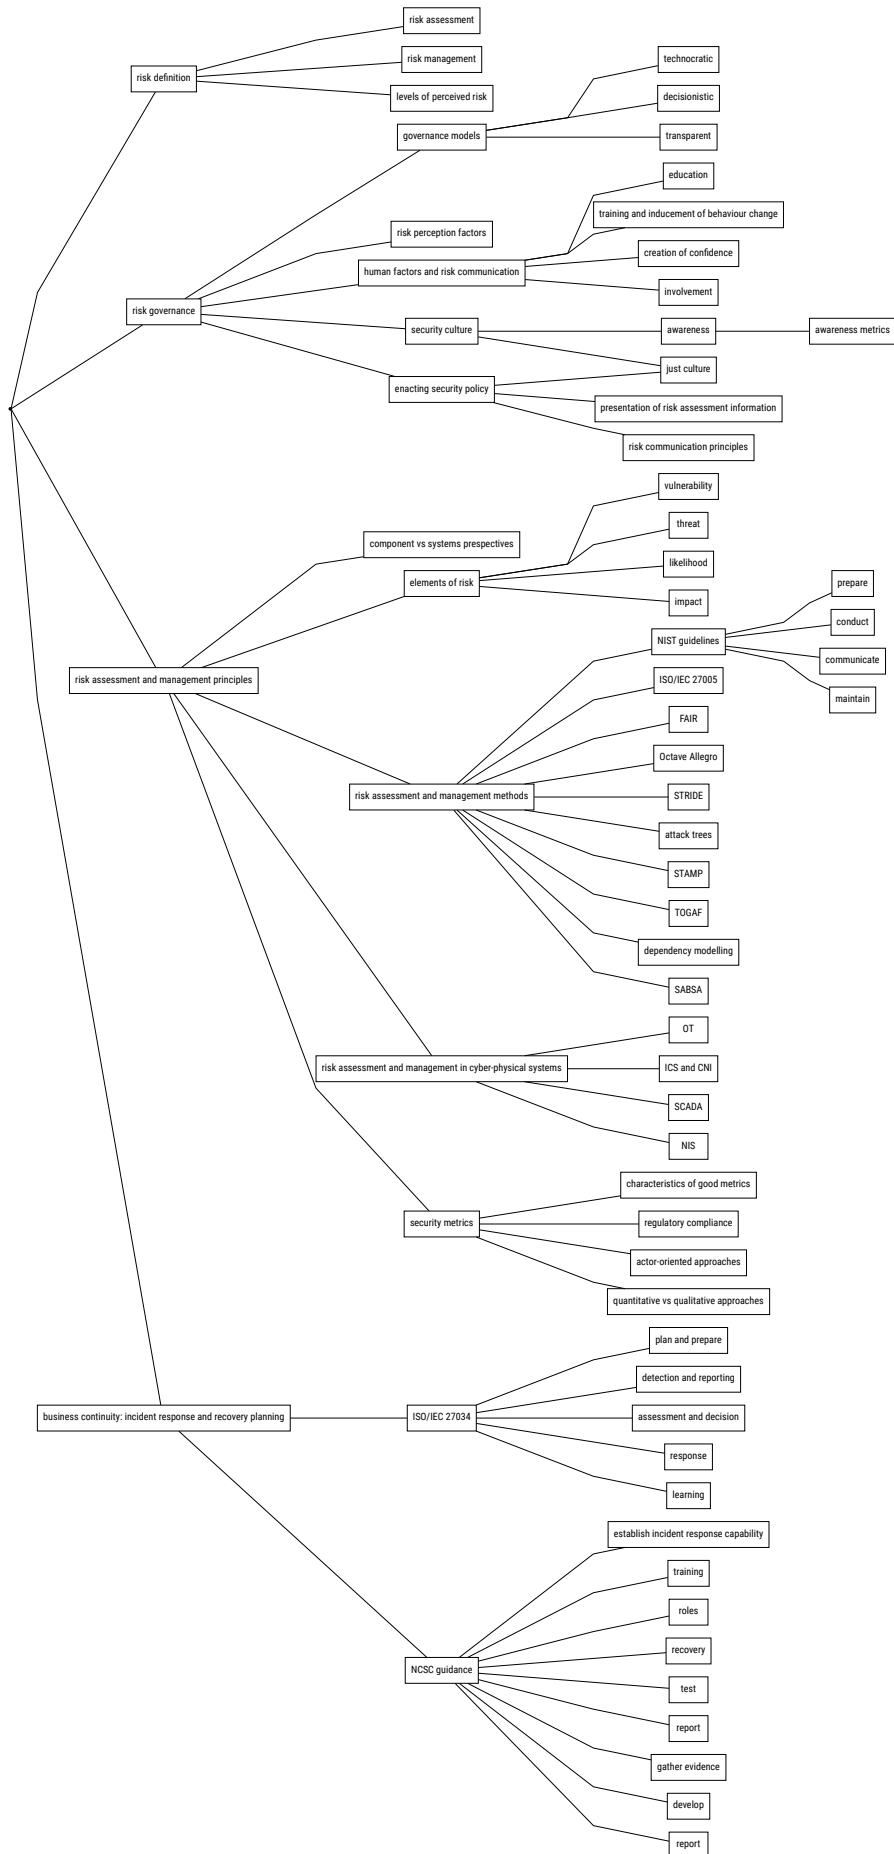 risk assessment
risk management
risk definition
levels of perceived risk
technocratic
decisionistic
governance models
transparent
education
training and inducement of behaviour change
risk perception factors
creation of confidence
human factors and risk communication
involvement
risk governance
security culture
awareness
awareness metrics
just culture
enacting security policy
presentation of risk assessment information
risk communication principles
vulnerability
threat
component vs systems prespectives
likelihood
elements of risk
impact
prepare
conduct
NIST guidelines
communicate
maintain
risk assessment and management principles
ISO/IEC 27005
FAIR
Octave Allegro
risk assessment and management methods
STRIDE
attack trees
STAMP
TOGAF
dependency modelling
SABSA
OT
risk assessment and management in cyber-physical systems
ICS and CNI
SCADA
NIS
characteristics of good metrics
security metrics
regulatory compliance
actor-oriented approaches
quantitative vs qualitative approaches
plan and prepare
detection and reporting
business continuity: incident response and recovery planning
ISO/IEC 27034
assessment and decision
response
learning
establish incident response capability
training
roles
recovery
NCSC guidance
test
report
gather evidence
develop
report